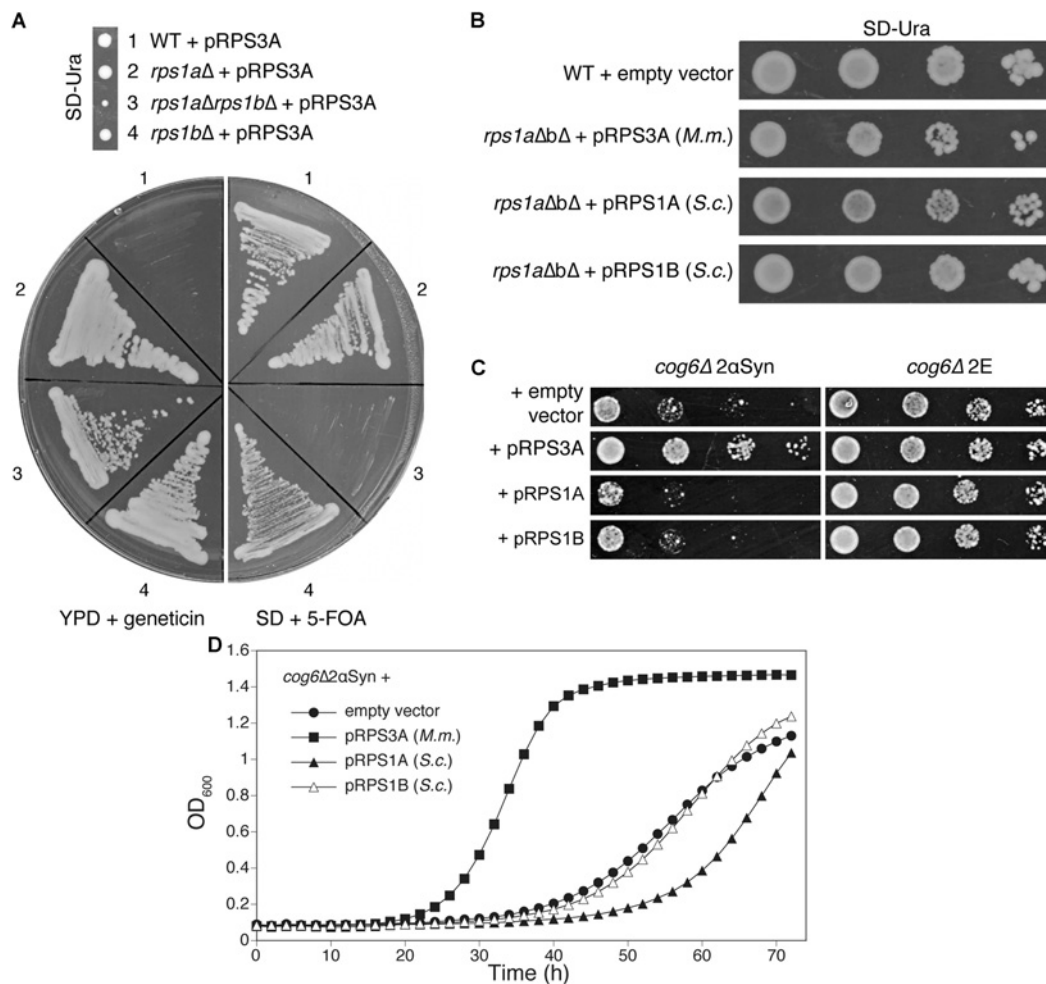 A
SD-Ura
1 WT + pRPS3A
2 rps1aΔ + pRPS3A
3 rps1aΔrps1bΔ + pRPS3A
4 rps1bΔ + pRPS3A
1
1
2
2
3
3
4
4
YPD + geneticin
SD + 5-FOA
B
SD-Ura
WT + empty vector
rps1aΔbΔ + pRPS3A (M.m.)
rps1aΔbΔ + pRPS1A (S.c.)
rps1aΔbΔ + pRPS1B (S.c.)
C
cog6Δ 2αSyn
cog6Δ 2E
+ empty
vector
+ pRPS3A
+ pRPS1A
+ pRPS1B
D
cog6Δ2αSyn +
empty vector
pRPS3A (M.m.)
pRPS1A (S.c.)
pRPS1B (S.c.)
OD600
1.6
1.4
1.2
1
0.8
0.6
0.4
0.2
0
0 10 20 30 40 50 60 70
Time (h)